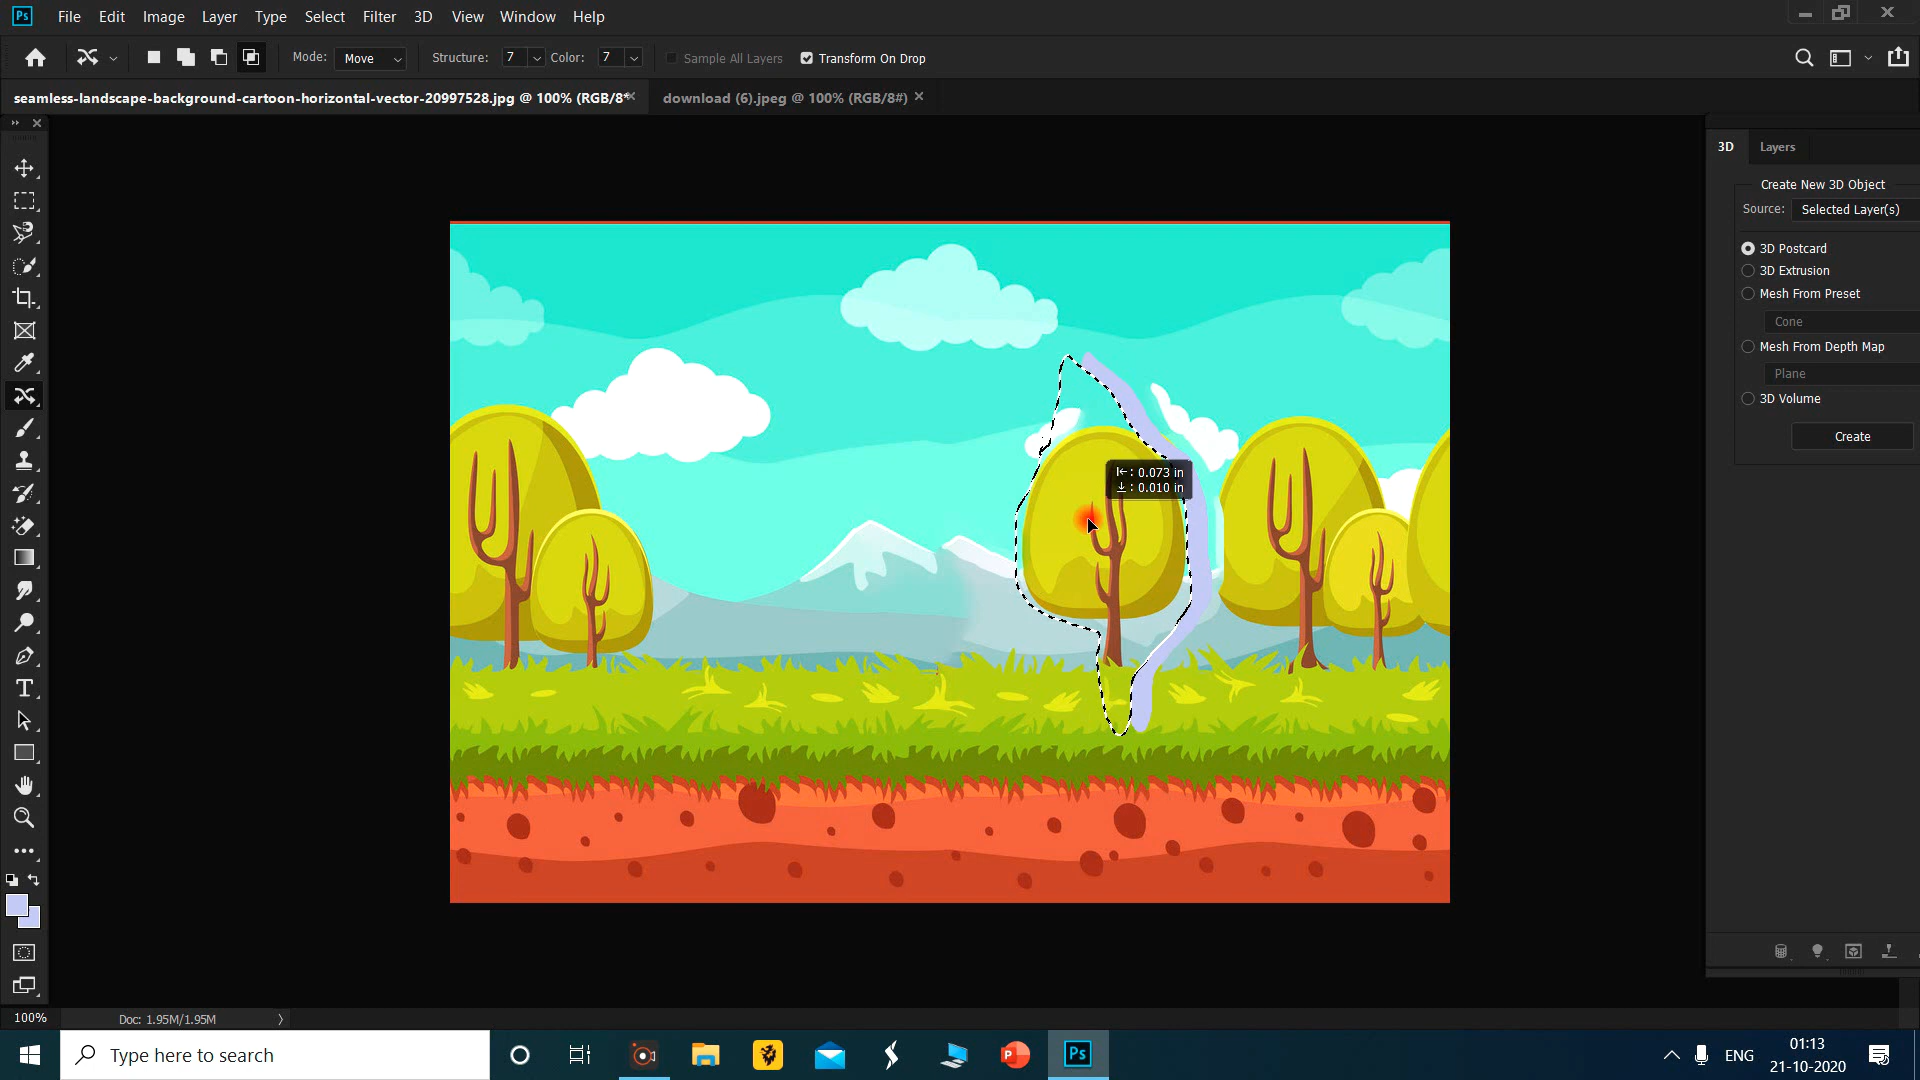 Ps File Edit Image Layer Type Select Filter 3D View Window Help
Mode: Move Structure: 7 Color: 7 Sample All Layers Transform On Drop
seamless-landscape-background-cartoon-horizontal-vector-20997528.jpg @ 100% (RGB/8* download (6).jpeg @ 100% (RGB/8#)
3D Layers
Create New 3D Object
Source: Selected Layer(s)
3D Postcard
3D Extrusion
Mesh From Preset
Cone
Mesh From Depth Map
Plane
3D Volume
Create
: 0.073 in
: 0.010 in
T
100% Doc: 1.95M/1.95M
Type here to search
P
Ps
ENG
01:13
21-10-2020